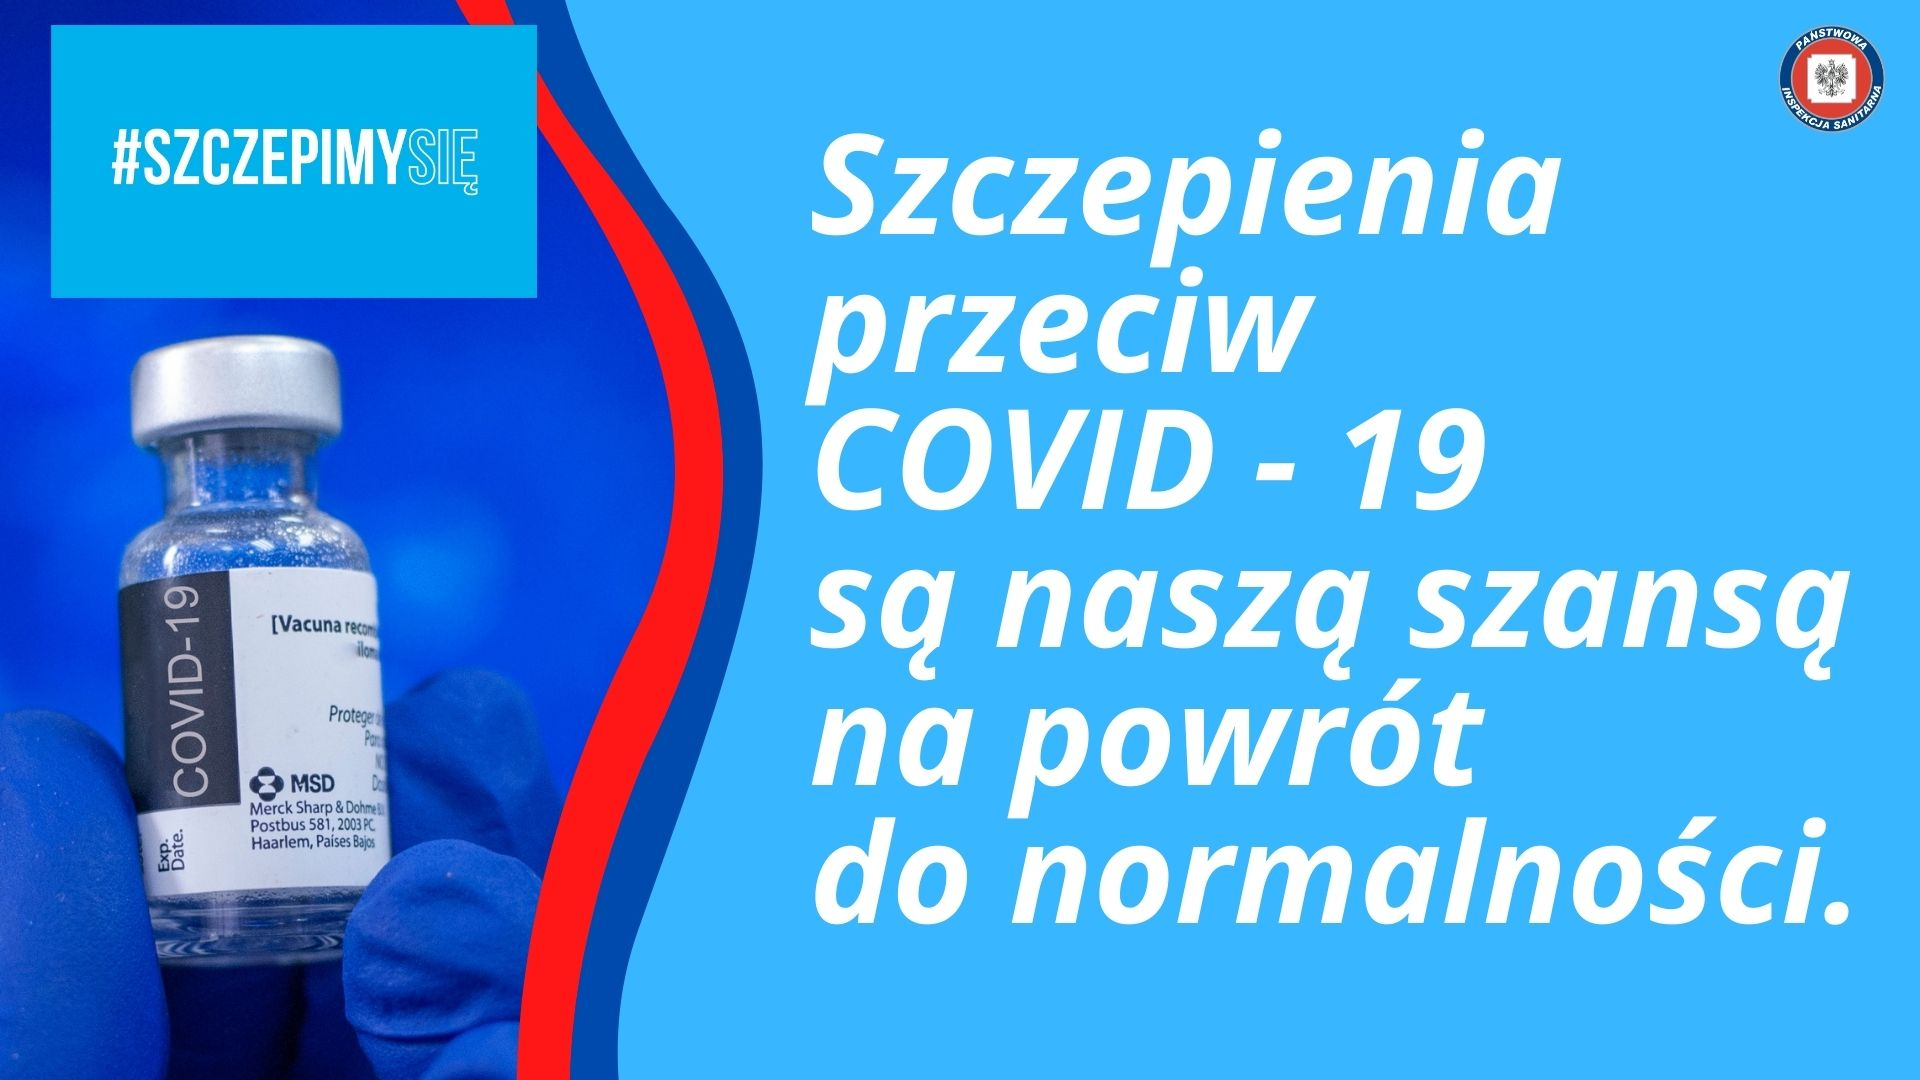 #SZCZEPIMYSIĘ
PAŃSTWOWA
INSPEKCJA SANITARNA
Szczepienia
przeciw
COVID - 19
są naszą szansą
na powrót
do normalności.
COVID-19
[Vacuna
Proteger
MSD
Merck Sharp & Dohme
Postbus 581, 2003 PC.
Haarlem, Países Bajos
Exp.
Date.